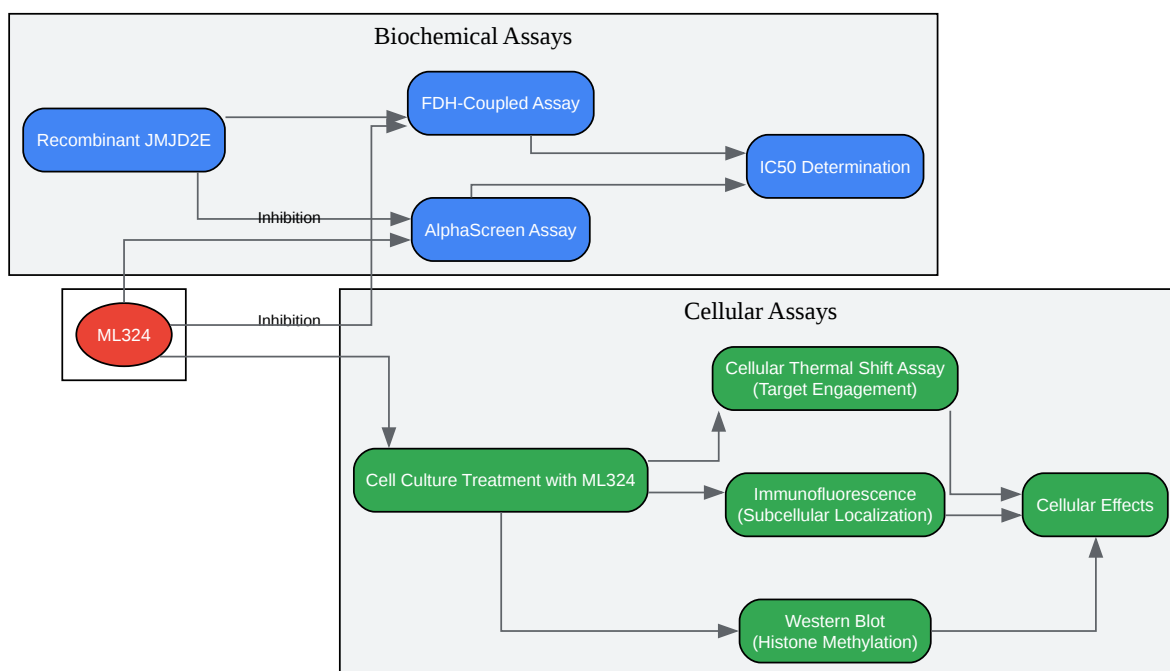 Biochemical Assays
FDH-Coupled Assay
Recombinant JMJD2E
IC50 Determination
Inhibition
AlphaScreen Assay
ML324
Inhibition
Cellular Assays
Cellular Thermal Shift Assay
(Target Engagement)
Cell Culture Treatment with ML324
Immunofluorescence
(Subcellular Localization)
Cellular Effects
Western Blot
(Histone Methylation)